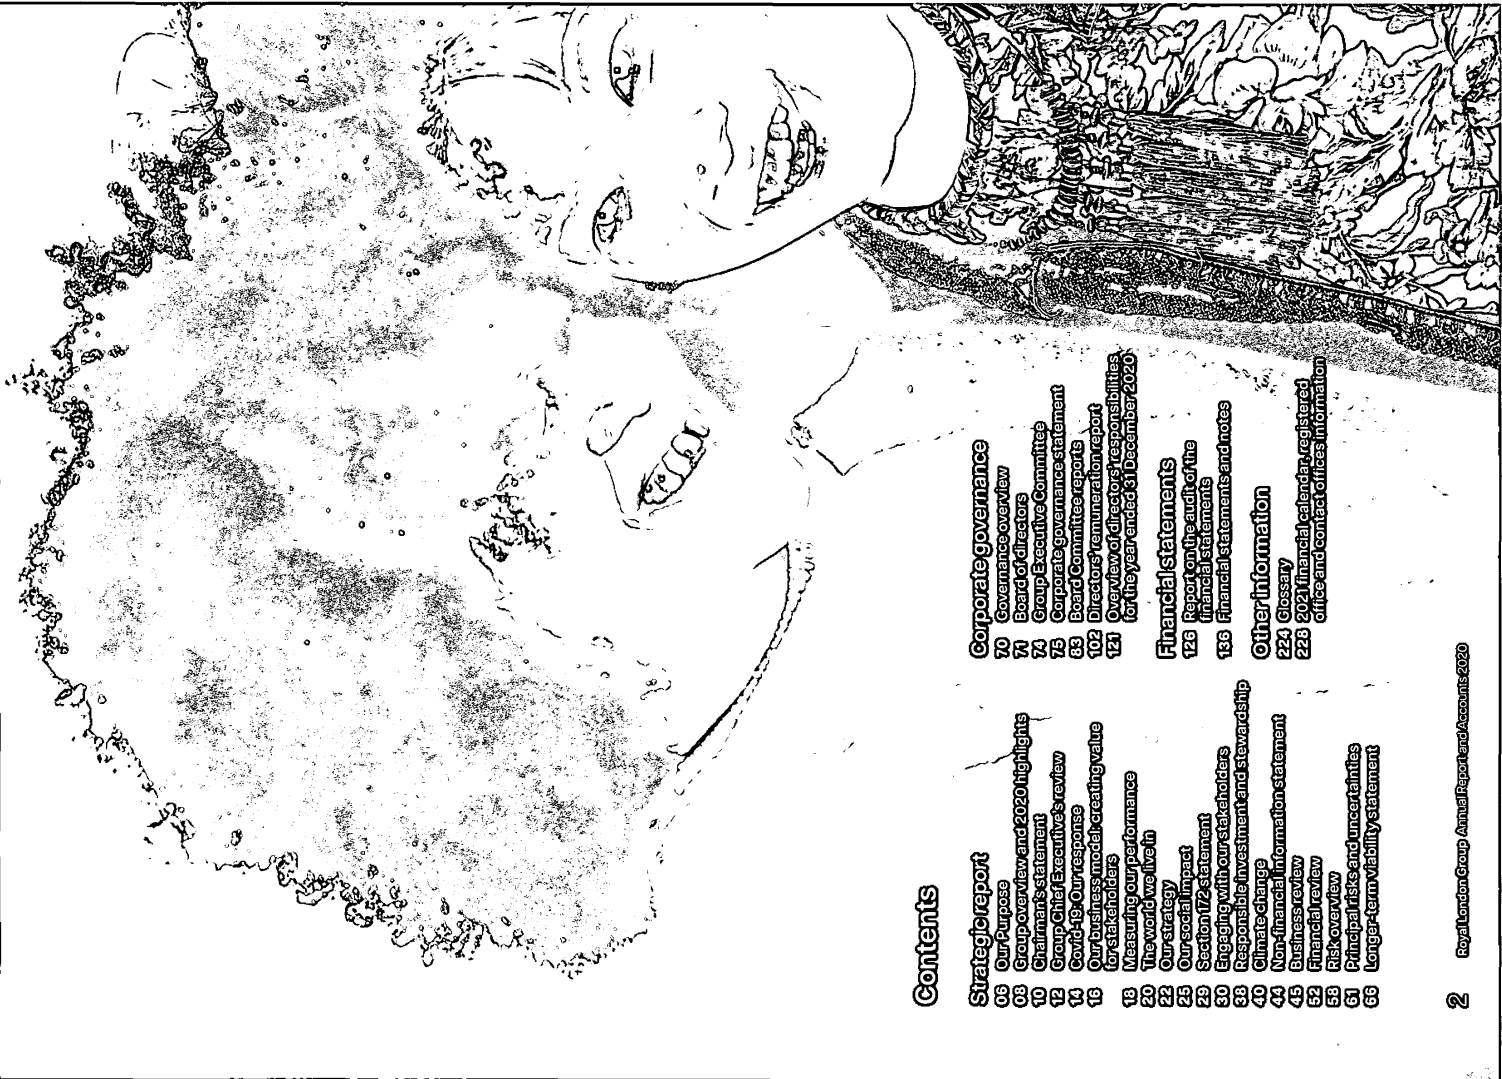 Contents
Strategic report
06 Our Purpose
08 Group overview and 2020 highlights
10 Chairman's statement
12 Group Chief Executive's review
14 Covid-19: Our response
16 Our business model: creating value
for stakeholders
18 Measuring our performance
20 The world we live in
22 Our strategy
25 Our social impact
28 Section 172 statement
30 Engaging with our stakeholders
38 Responsible investment and stewardship
40 Climate change
44 Non-financial information statement
45 Business review
52 Financial review
58 Risk overview
61 Principal risks and uncertainties
66 Longer-term viability statement
Corporate governance
70 Governance overview
71 Board of directors
74 Group Executive Committee
75 Corporate governance statement
83 Board Committee reports
102 Directors' remuneration report
121 Overview of directors' responsibilities
for the year ended 31 December 2020
Financial statements
126 Report on the audit of the
financial statements
136 Financial statements and notes
Other information
224 Glossary
228 2021 financial calendar, registered
office and contact offices information
2 Royal London Group Annual Report and Accounts 2020